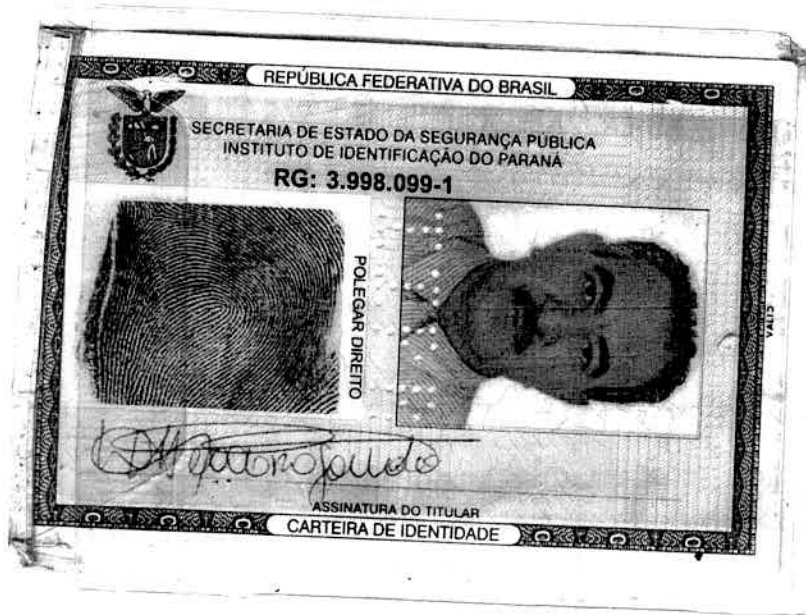 REPÚBLICA FEDERATIVA DO BRASIL
SECRETARIA DE ESTADO DA SEGURANÇA PÚBLICA
INSTITUTO DE IDENTIFICAÇÃO DO PARANÁ
RG: 3.998.099-1
POLEGAR DIREITO
ASSINATURA DO TITULAR
CARTEIRA DE IDENTIDADE